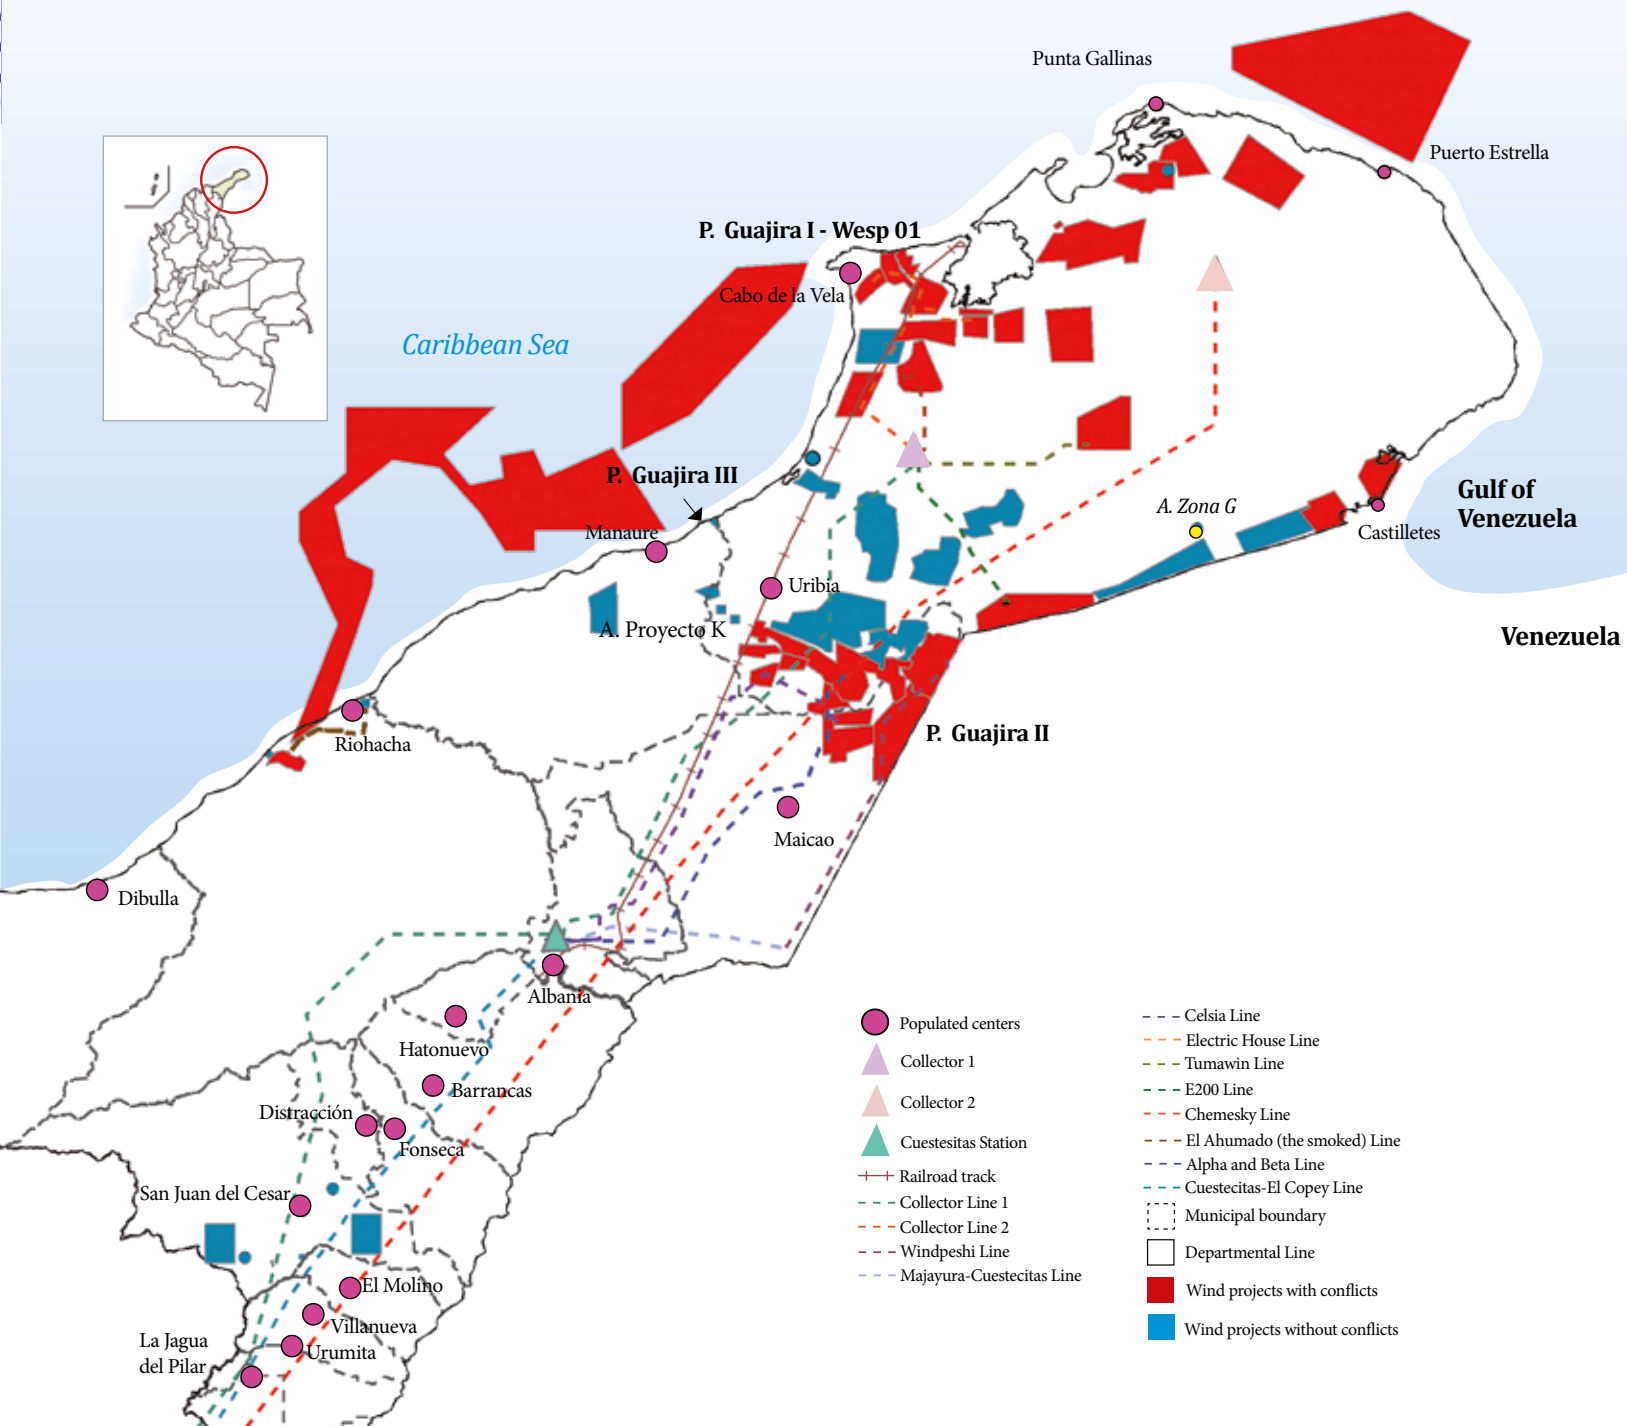 Punta Gallinas
Puerto Estrella
P. Guajira I - Wesp 01
Cabo de la Vela
Caribbean Sea
P. Guajira III
Manaure
A. Zona G
Gulf of
Venezuela
Castilletes
Uribia
A. Proyecto K
Venezuela
P. Guajira II
Riohacha
Maicao
Dibulla
Albania
Hatonuevo
Barrancas
Distracción
Fonseca
San Juan del Cesar
El Molino
Villanueva
La Jagua
del Pilar
Urumita
Populated centers
Collector 1
Collector 2
Cuestesitas Station
Railroad track
Collector Line 1
Collector Line 2
Windpeshi Line
Majayura-Cuestecitas Line
Celsia Line
Electric House Line
Tumawin Line
E200 Line
Chemesky Line
El Ahumado (the smoked) Line
Alpha and Beta Line
Cuestecitas-El Copey Line
Municipal boundary
Departmental Line
Wind projects with conflicts
Wind projects without conflicts